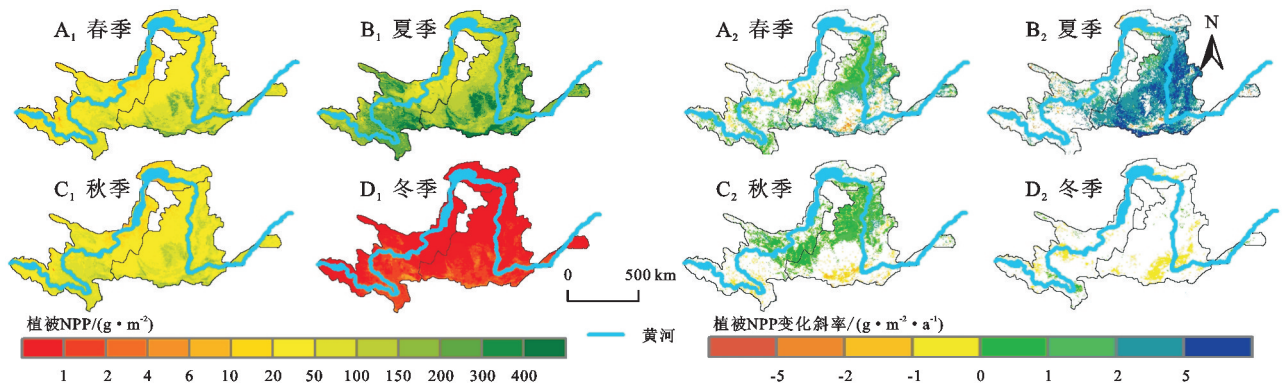 A₁ 春季
B₁ 夏季
A₂ 春季
B₂ 夏季
N
C₁ 秋季
D₁ 冬季
C₂ 秋季
D₂ 冬季
0 500 km
植被NPP/(g·m⁻²)
黄河
植被NPP变化斜率/(g·m⁻²·a⁻¹)
1 2 4 6 10 20 50 100 150 200 300 400
-5 -2 -1 0 1 2 5